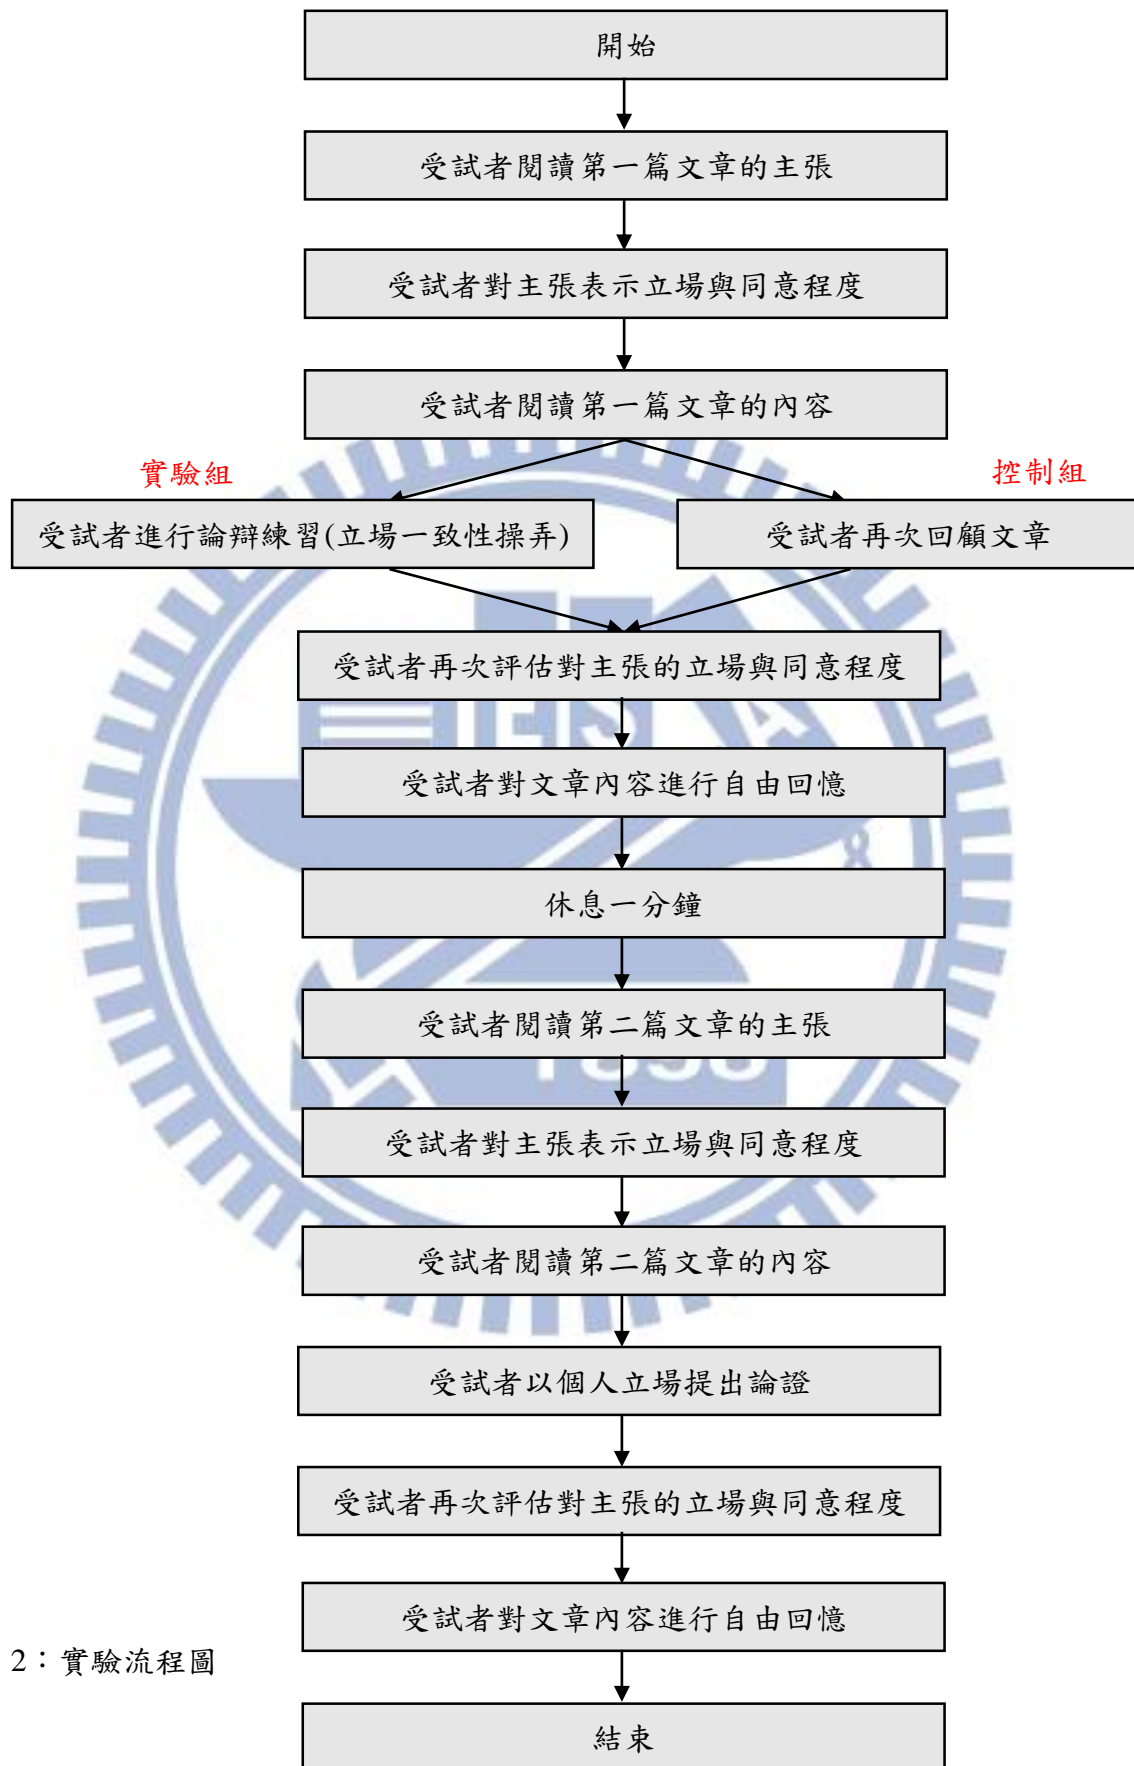 開始
受試者閱讀第一篇文章的主張
受試者對主張表示立場與同意程度
受試者閱讀第一篇文章的內容
實驗組
控制組
受試者進行論辯練習(立場一致性操弄)
受試者再次回顧文章
受試者再次評估對主張的立場與同意程度
ESA
受試者對文章內容進行自由回憶
休息一分鐘
受試者閱讀第二篇文章的主張
1896
受試者對主張表示立場與同意程度
受試者閱讀第二篇文章的內容
受試者以個人立場提出論證
受試者再次評估對主張的立場與同意程度
受試者對文章內容進行自由回憶
2：實驗流程圖
結束